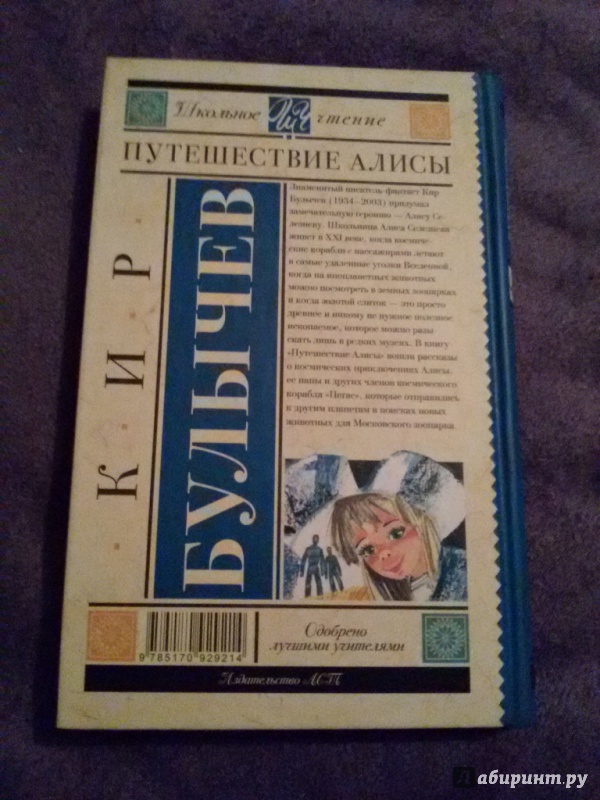 Школьное ШЧ чтение
ПУТЕШЕСТВИЕ АЛИСЫ
КИР
БУЛЫЧЕВ
Знаменитый писатель-фантаст Кир
Булычев (1934–2003) придумал
замечательную героиню — Алису Се-
лезневу. Школьница Алиса Селезнева
живет в XXI веке, когда космиче-
ские корабли с пассажирами летают
в самые удаленные уголки Вселенной,
когда на инопланетных животных
можно посмотреть в земных зоопарках
и когда золотой слиток — это просто
древнее и никому не нужное полезное
ископаемое, которое можно разы-
скать лишь в редких музеях. В книгу
«Путешествие Алисы» вошли рассказы
о космических приключениях Алисы,
ее папы и других членов космического
корабля «Пегас», которые отправились
к другим планетам в поисках новых
животных для Московского зоопарка.
9 785170 929214
Одобрено
лучшими учителями
Издательство АСТ
лабиринт.ру